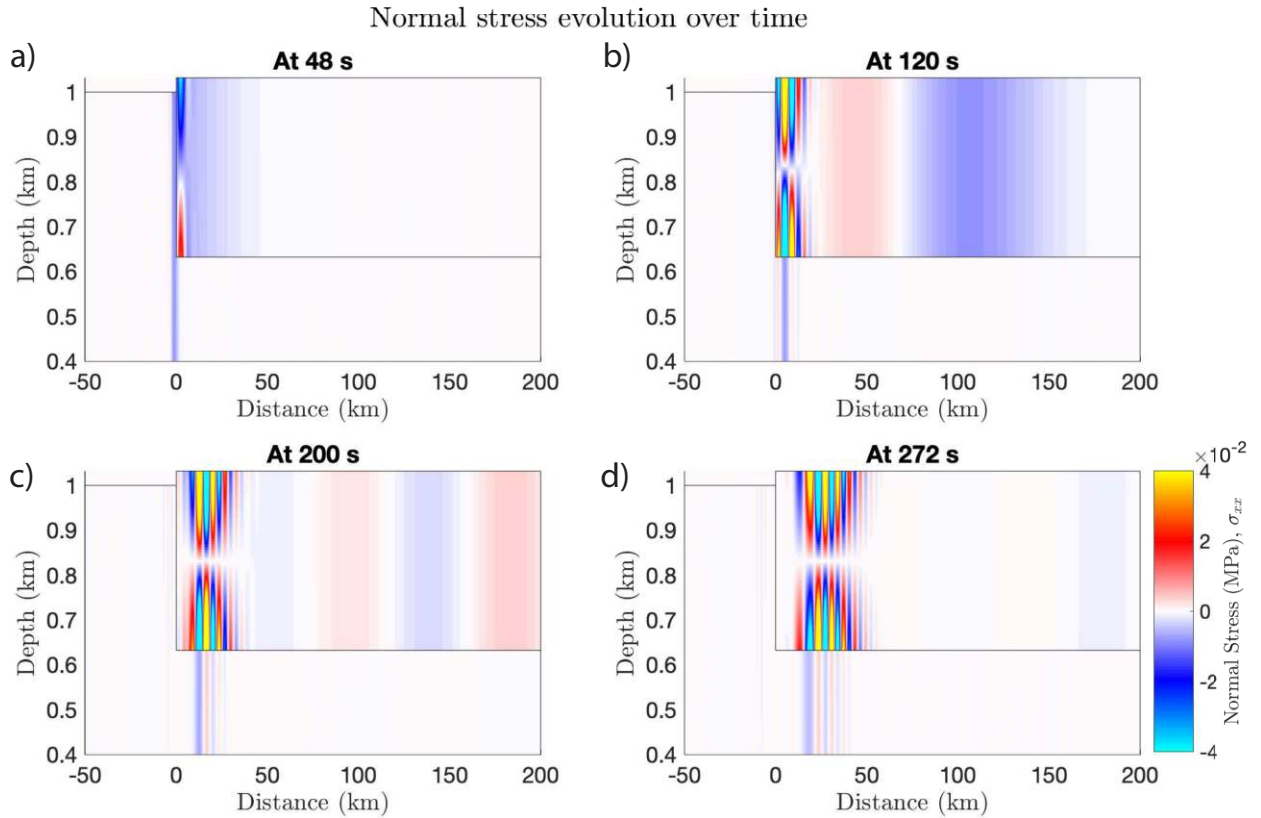 Normal stress evolution over time
a)
At 48 s
1
0.9
0.8
0.7
0.6
0.5
0.4
Depth (km)
-50 0 50 100 150 200
Distance (km)
b)
At 120 s
1
0.9
0.8
0.7
0.6
0.5
0.4
Depth (km)
-50 0 50 100 150 200
Distance (km)
c)
At 200 s
1
0.9
0.8
0.7
0.6
0.5
0.4
Depth (km)
-50 0 50 100 150 200
Distance (km)
d)
At 272 s
1
0.9
0.8
0.7
0.6
0.5
0.4
Depth (km)
-50 0 50 100 150 200
Distance (km)
×10⁻²
4
2
0
-2
-4
Normal Stress (MPa), σₓₓ